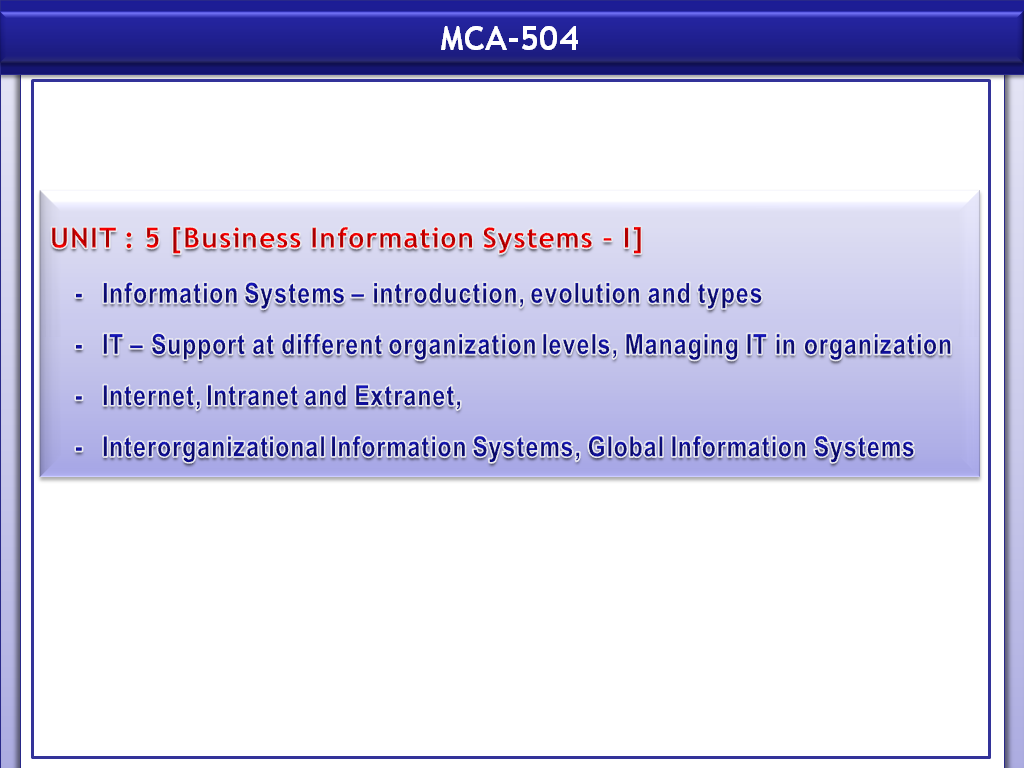 MCA-504
UNIT : 5 [Business Information Systems – I]
- Information Systems – introduction, evolution and types
- IT – Support at different organization levels, Managing IT in organization
- Internet, Intranet and Extranet,
- Interorganizational Information Systems, Global Information Systems